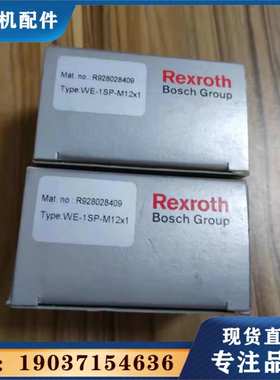 机配件
Mat. no.: R928028409
Type:WE-1SP-M12x1
Rexroth
Bosch Group
Mat. no : R928028409
Type:WE-1SP-M12x1
Rexroth
Bosch Group
现货直
19037154636
专注品